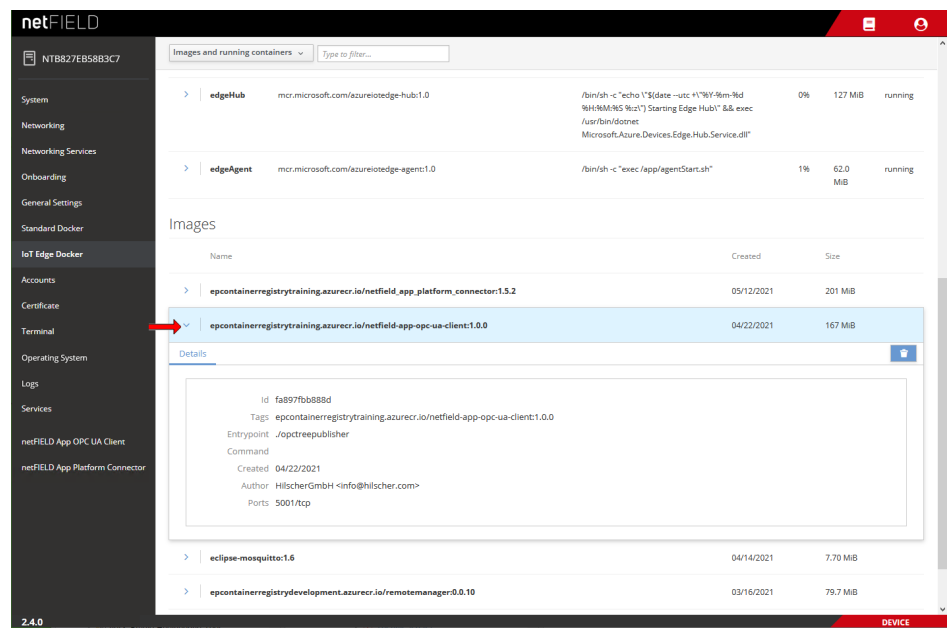 netFIELD
NTB827EB58B3C7
Images and running containers
Type to filter...
System
Networking
Networking Services
Onboarding
General Settings
Standard Docker
IoT Edge Docker
Accounts
Certificate
Terminal
Operating System
Logs
Services
netFIELD App OPC UA Client
netFIELD App Platform Connector
edgeHub mcr.microsoft.com/azureiotedge-hub:1.0 /bin/sh -c "echo \"$(date --utc +\"%Y-%m-%d 0% 127 MiB running
%H:%M:%S %:z\") Starting Edge Hub\" && exec
/usr/bin/dotnet
Microsoft.Azure.Devices.Edge.Hub.Service.dll"
edgeAgent mcr.microsoft.com/azureiotedge-agent:1.0 /bin/sh -c "exec /app/agentStart.sh" 1% 62.0 running
MiB
Images
Name Created Size
epcontainerregistrytraining.azurecr.io/netfield_app_platform_connector:1.5.2 05/12/2021 201 MiB
epcontainerregistrytraining.azurecr.io/netfield-app-opc-ua-client:1.0.0 04/22/2021 167 MiB
Details
Id fa897fbb888d
Tags epcontainerregistrytraining.azurecr.io/netfield-app-opc-ua-client:1.0.0
Entrypoint ./opctreepublisher
Command
Created 04/22/2021
Author HilscherGmbH <info@hilscher.com>
Ports 5001/tcp
eclipse-mosquitto:1.6 04/14/2021 7.70 MiB
epcontainerregistrydevelopment.azurecr.io/remotemanager:0.0.10 03/16/2021 79.7 MiB
2.4.0 DEVICE